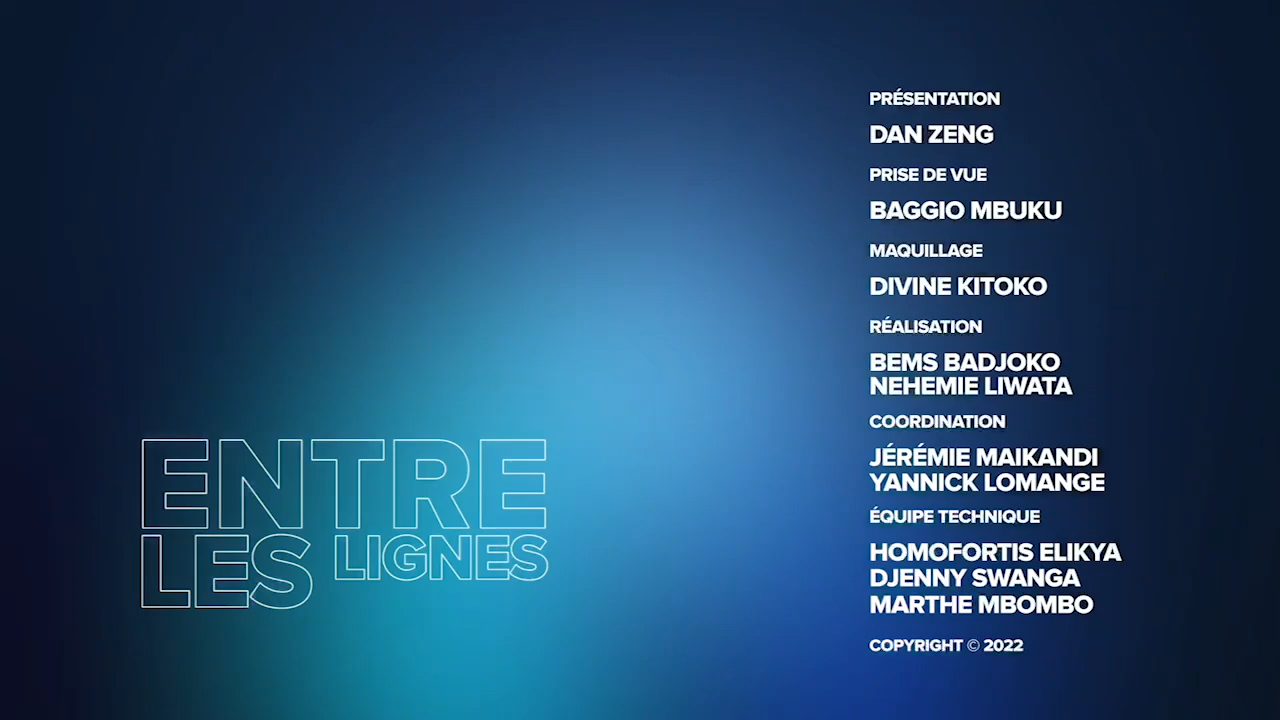 ENTRE
LES LIGNES
PRÉSENTATION
DAN ZENG
PRISE DE VUE
BAGGIO MBUKU
MAQUILLAGE
DIVINE KITOKO
RÉALISATION
BEMS BADJOKO
NEHEMIE LIWATA
COORDINATION
JÉRÉMIE MAIKANDI
YANNICK LOMANGE
ÉQUIPE TECHNIQUE
HOMOFORTIS ELIKYA
DJENNY SWANGA
MARTHE MBOMBO
COPYRIGHT © 2022